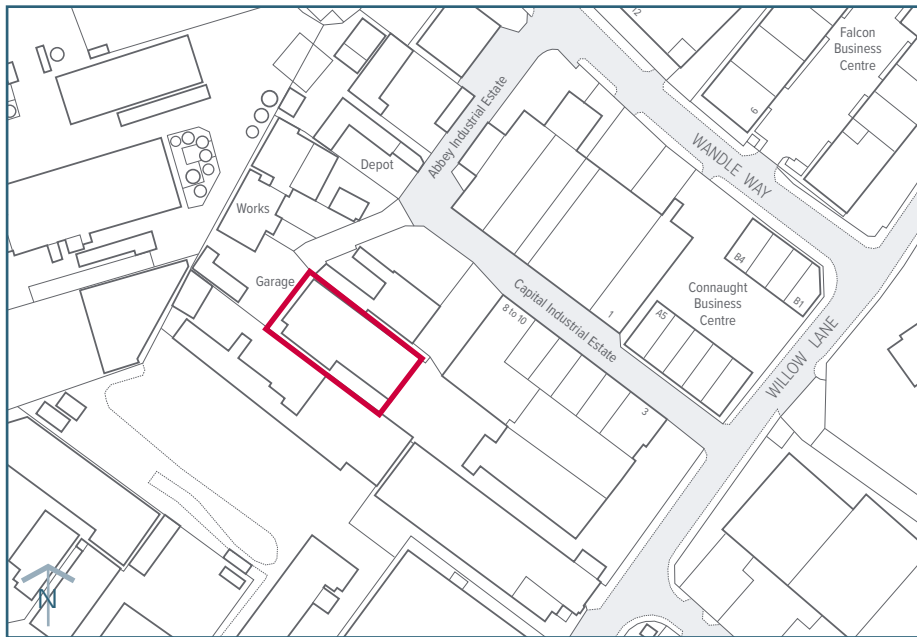 12
Falcon
Business
Centre
6
Abbey Industrial Estate
WANDLE WAY
Depot
Works
Garage
B4
B1
Connaught
Business
Centre
A5
1
Capital Industrial Estate
8 to 10
3
WILLOW LANE
N